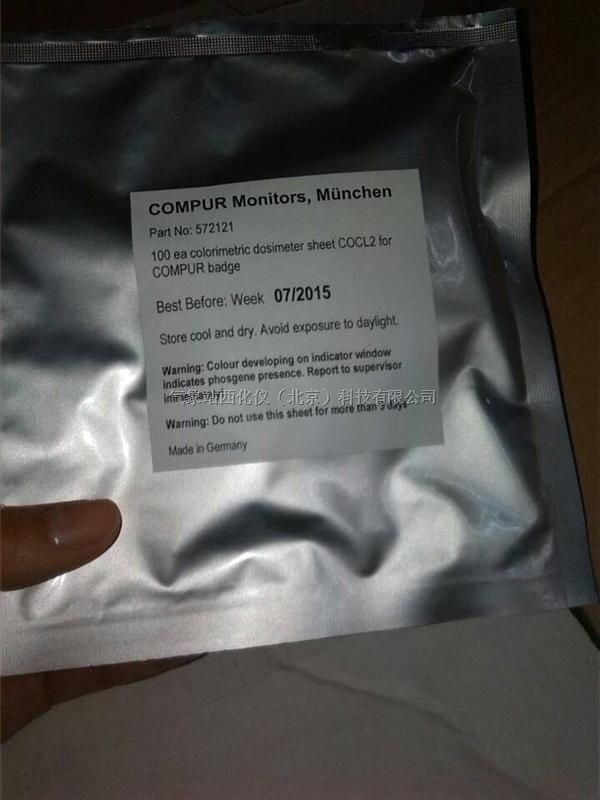 COMPUR Monitors, München
Part No: 572121
100 ea colorimetric dosimeter sheet COCL2 for
COMPUR badge
Best Before: Week 07/2015
Store cool and dry. Avoid exposure to daylight.
Warning: Colour developing on indicator window
indicates phosgene presence. Report to supervisor
西化仪（北京）科技有限公司
Warning: Do not use this sheet for more than 3 days
Made in Germany